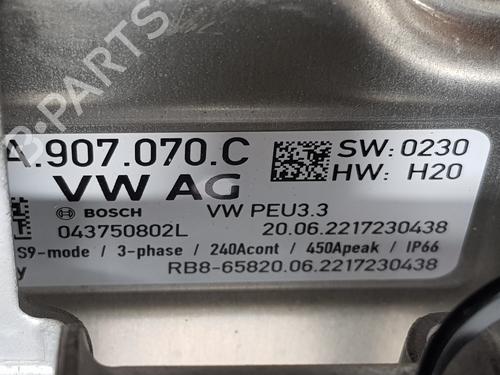 B-PARTS
A.907.070.C SW:0230
VW AG HW: H20
BOSCH VW PEU3.3
043750802L 20.06.2217230438
S9-mode / 3-phase / 240Acont / 450Apeak / IP66
RB8-65820.06.2217230438